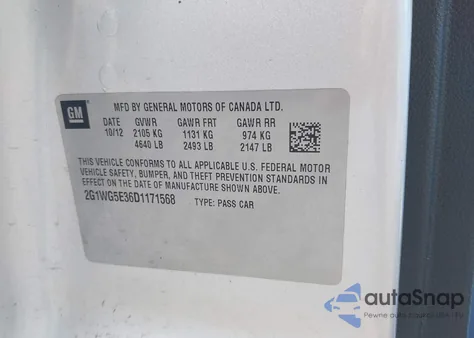 GM
MFD BY GENERAL MOTORS OF CANADA LTD.
DATE GVWR GAWR FRT GAWR RR
10/12 2105 KG 1131 KG 974 KG
4640 LB 2493 LB 2147 LB
THIS VEHICLE CONFORMS TO ALL APPLICABLE U.S. FEDERAL MOTOR
VEHICLE SAFETY, BUMPER, AND THEFT PREVENTION STANDARDS IN
EFFECT ON THE DATE OF MANUFACTURE SHOWN ABOVE.
2G1WG5E36D1171568 TYPE: PASS CAR
autoSnap
Pewne auto